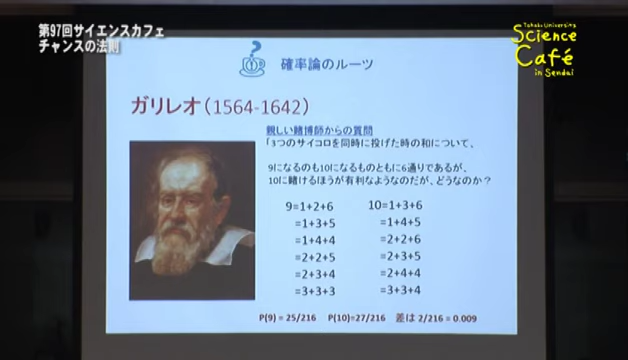 第97回サイエンスカフェ
チャンスの法則
Tohoku University
Science
Café
in Sendai
確率論のルーツ
ガリレオ(1564-1642)
親しい賭博師からの質問
「3つのサイコロを同時に投げた時の和について、
9になるのも10になるものともに6通りであるが、
10に賭けるほうが有利なようなのだが、どうなのか？
9=1+2+6
=1+3+5
=1+4+4
=2+2+5
=2+3+4
=3+3+3
10=1+3+6
=1+4+5
=2+2+6
=2+3+5
=2+4+4
=3+3+4
P(9) = 25/216 P(10)=27/216 差は 2/216 = 0.009